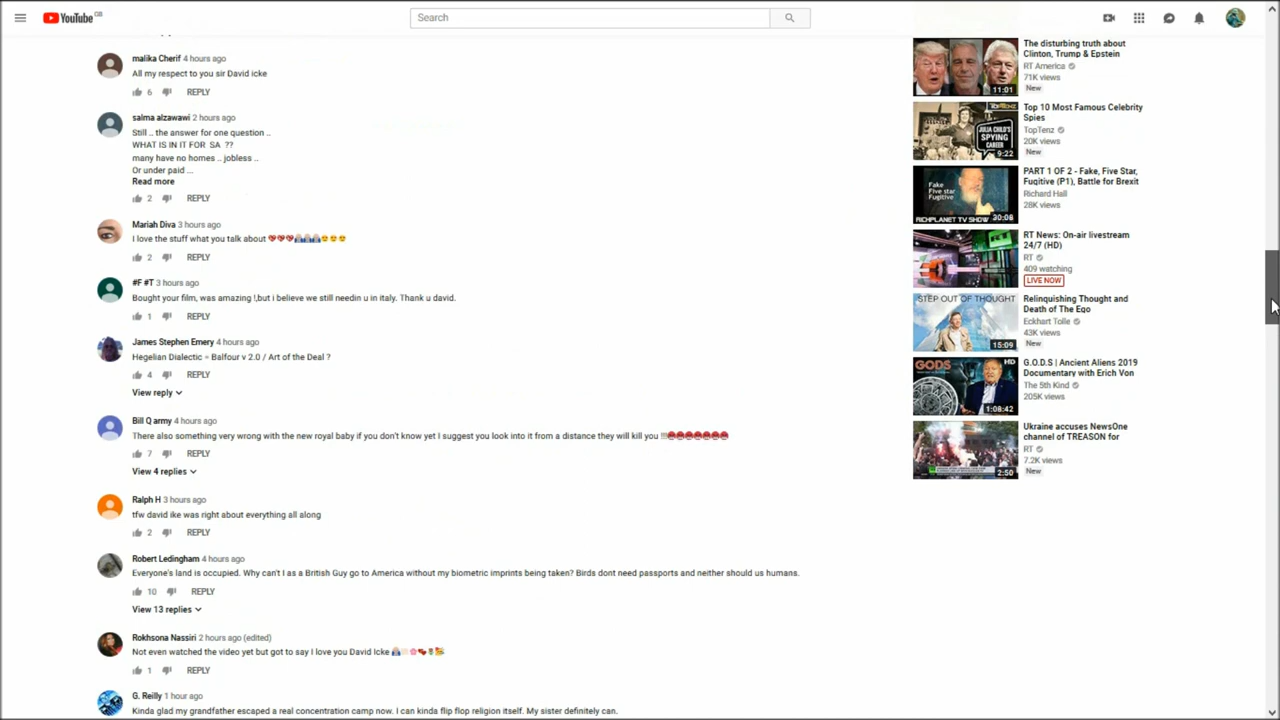 YouTube GB
Search
malika Cherif 4 hours ago
All my respect to you sir David icke
6 REPLY
salma alzawawi 2 hours ago
Still .. the answer for one question ..
WHAT IS IN IT FOR SA ??
many have no homes .. jobless ..
Or under paid ...
Read more
2 REPLY
Mariah Diva 3 hours ago
I love the stuff what you talk about
2 REPLY
#F #T 3 hours ago
Bought your film, was amazing !,but i believe we still needin u in italy. Thank u david.
1 REPLY
James Stephen Emery 4 hours ago
Hegelian Dialectic = Balfour v 2.0 / Art of the Deal ?
4 REPLY
View reply
Bill Q army 4 hours ago
There also something very wrong with the new royal baby if you don't know yet I suggest you look into it from a distance they will kill you !!!
7 REPLY
View 4 replies
Ralph H 3 hours ago
tfw david ike was right about everything all along
2 REPLY
Robert Ledingham 4 hours ago
Everyone's land is occupied. Why can't I as a British Guy go to America without my biometric imprints being taken? Birds dont need passports and neither should us humans.
10 REPLY
View 13 replies
Rokhsona Nassiri 2 hours ago (edited)
Not even watched the video yet but got to say I love you David Icke
1 REPLY
G. Reilly 1 hour ago
Kinda glad my grandfather escaped a real concentration camp now. I can kinda flip flop religion itself. My sister definitely can.
11:01
The disturbing truth about
Clinton, Trump & Epstein
RT America
71K views
New
TOPTENZ
JULIA CHILD'S
SPYING
CAREER
9:22
Top 10 Most Famous Celebrity
Spies
TopTenz
20K views
New
Fake
Five star
Fugitive
RICHPLANET TV SHOW
30:08
PART 1 OF 2 - Fake, Five Star,
Fugitive (P1), Battle for Brexit
Richard Hall
28K views
RT News: On-air livestream
24/7 (HD)
RT
409 watching
LIVE NOW
STEP OUT OF THOUGHT
15:09
Relinquishing Thought and
Death of The Ego
Eckhart Tolle
43K views
New
GODS
HD
1:08:42
G.O.D.S | Ancient Aliens 2019
Documentary with Erich Von
The 5th Kind
205K views
2:50
Ukraine accuses NewsOne
channel of TREASON for
RT
7.2K views
New